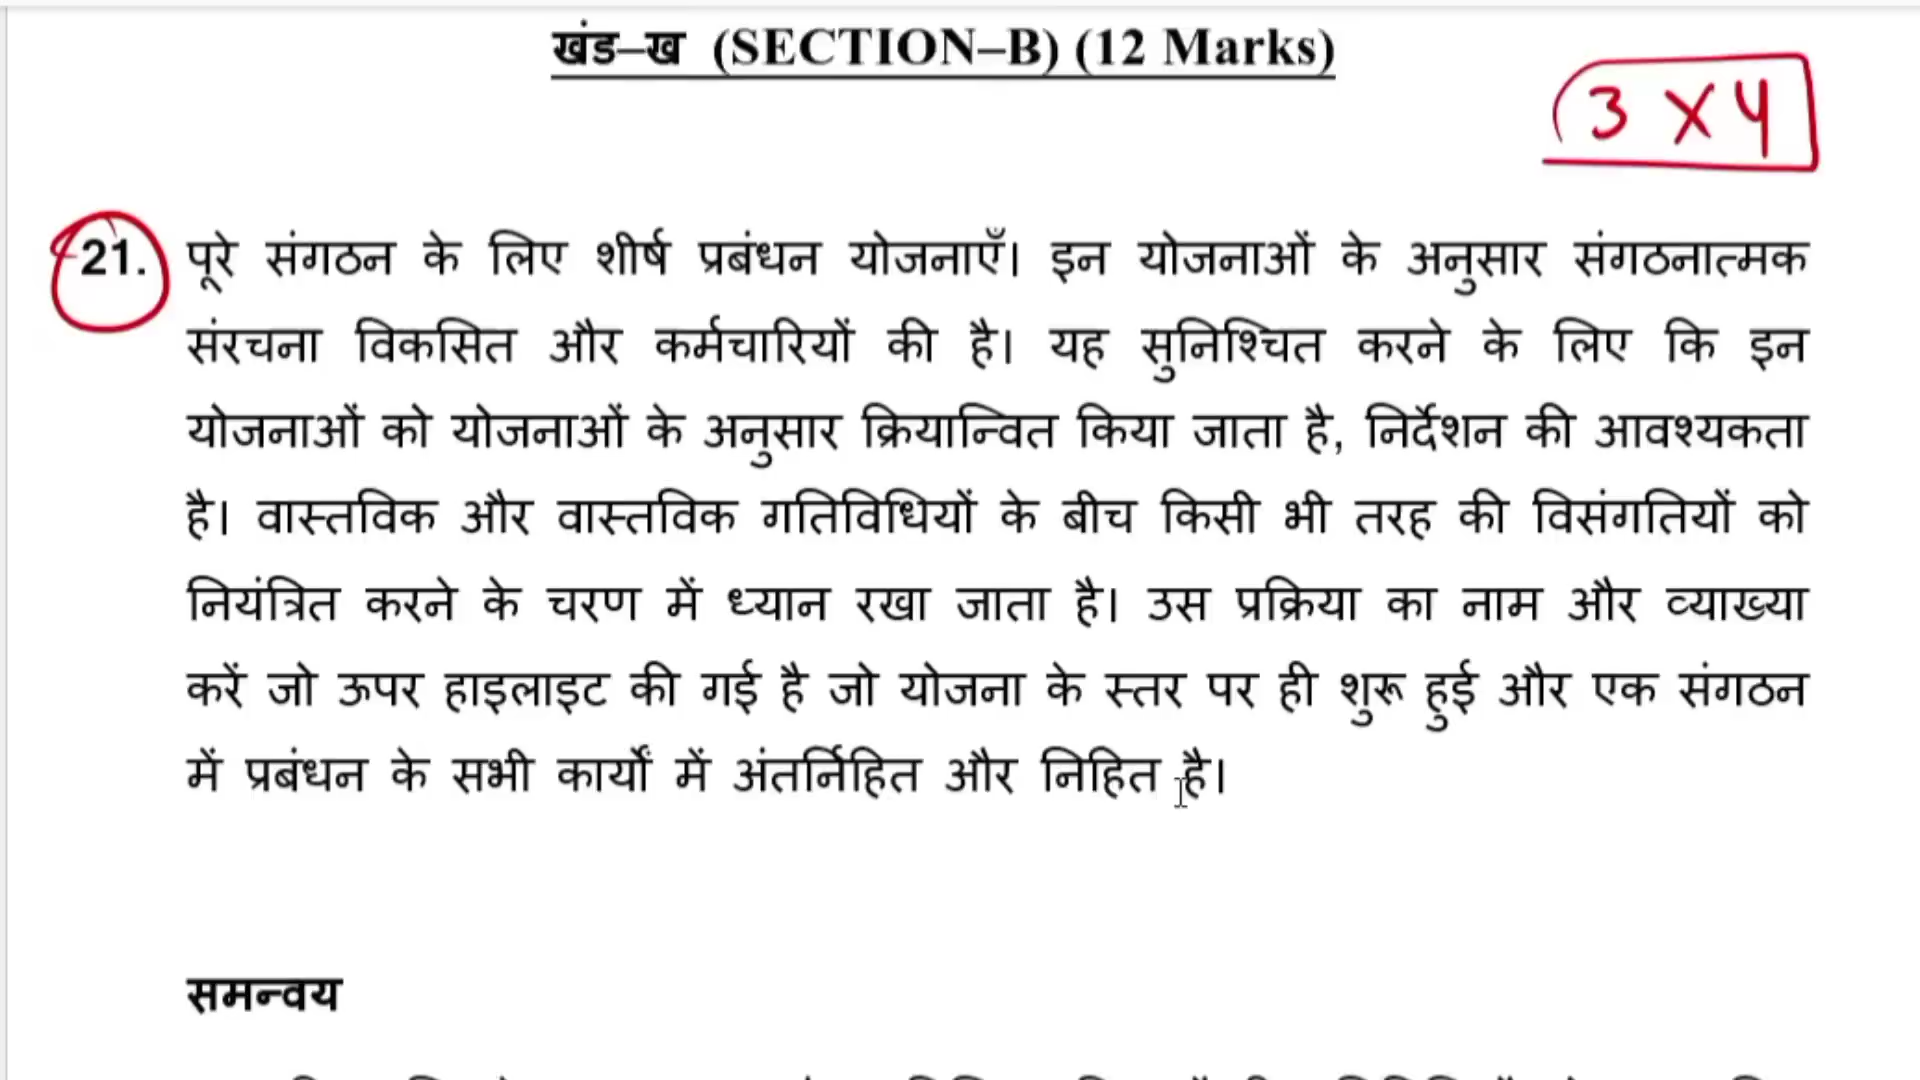 खंड–ख (SECTION–B) (12 Marks)
3 X 4
21. पूरे संगठन के लिए शीर्ष प्रबंधन योजनाएँ। इन योजनाओं के अनुसार संगठनात्मक
संरचना विकसित और कर्मचारियों की है। यह सुनिश्चित करने के लिए कि इन
योजनाओं को योजनाओं के अनुसार क्रियान्वित किया जाता है, निर्देशन की आवश्यकता
है। वास्तविक और वास्तविक गतिविधियों के बीच किसी भी तरह की विसंगतियों को
नियंत्रित करने के चरण में ध्यान रखा जाता है। उस प्रक्रिया का नाम और व्याख्या
करें जो ऊपर हाइलाइट की गई है जो योजना के स्तर पर ही शुरू हुई और एक संगठन
में प्रबंधन के सभी कार्यों में अंतर्निहित और निहित है।
समन्वय